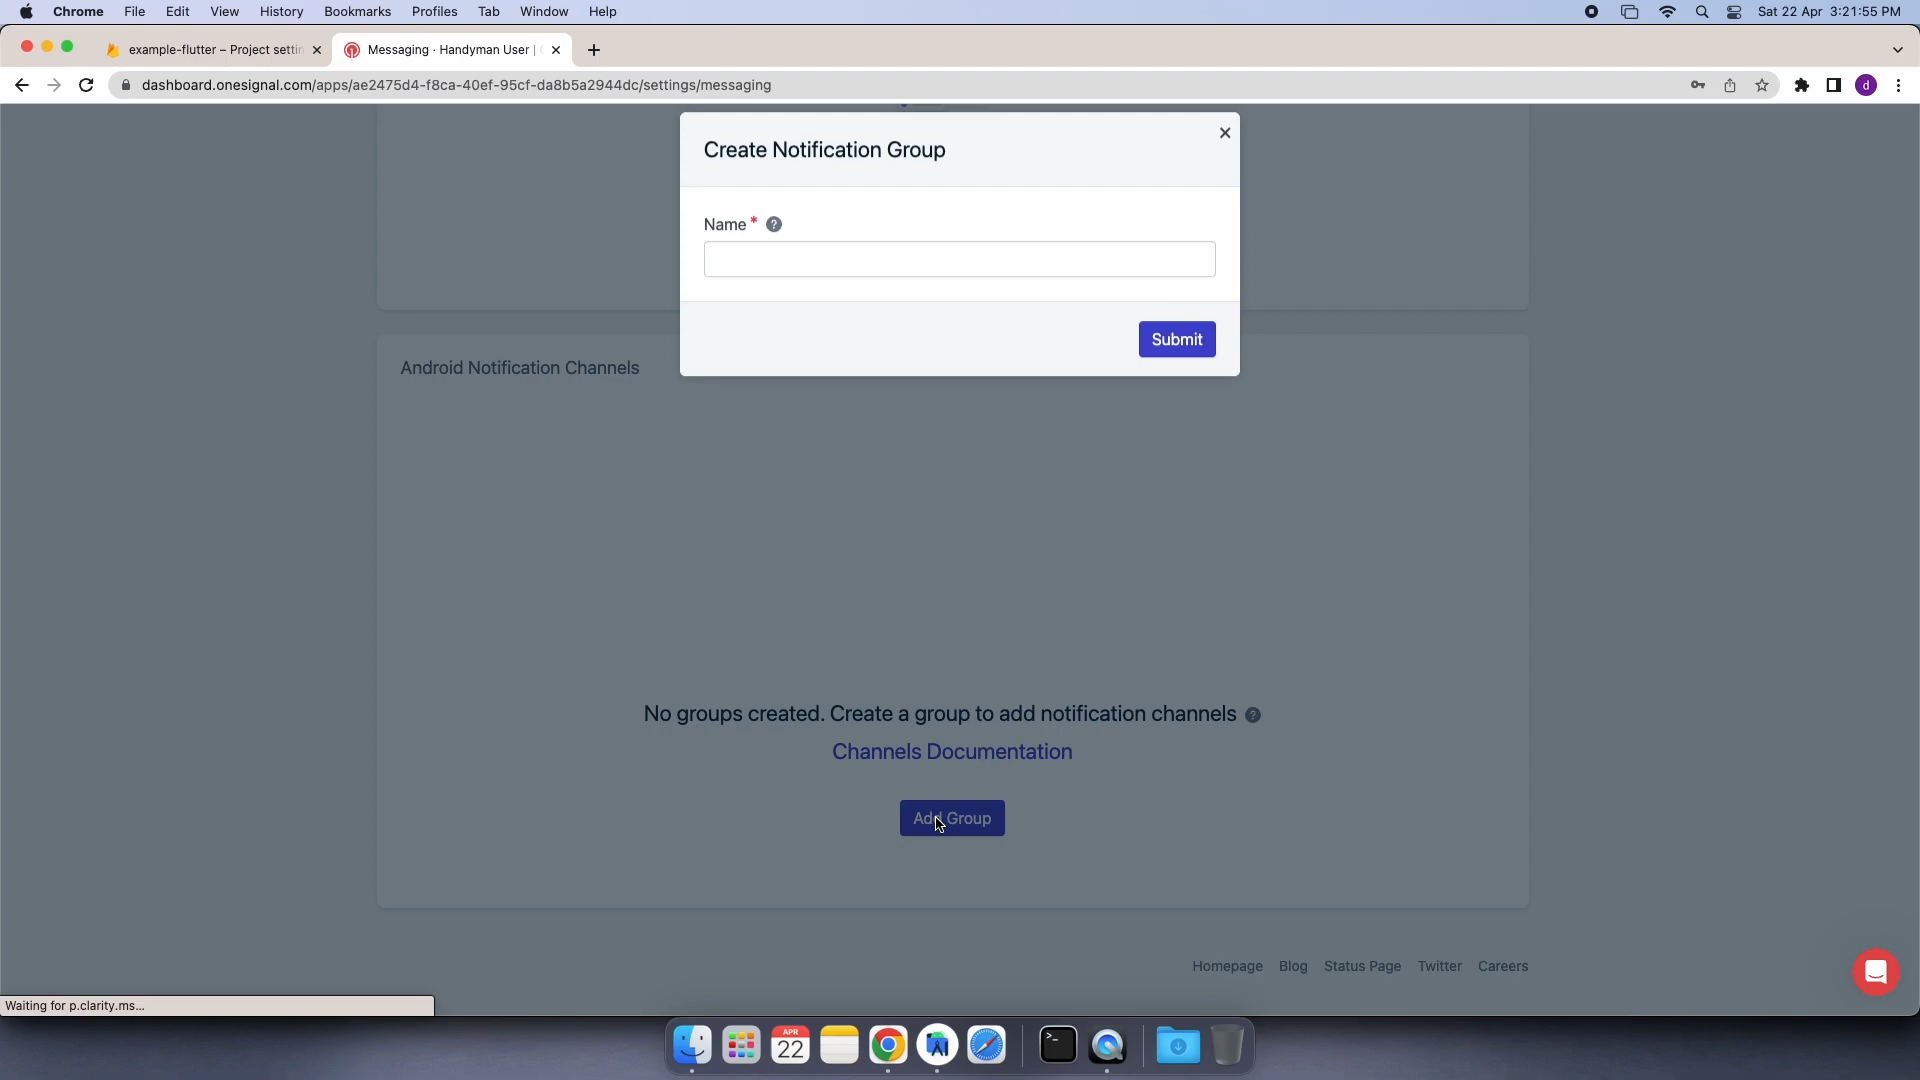 Chrome File Edit View History Bookmarks Profiles Tab Window Help Sat 22 Apr 3:21:55 PM
example-flutter – Project settin Messaging · Handyman User |
dashboard.onesignal.com/apps/ae2475d4-f8ca-40ef-95cf-da8b5a2944dc/settings/messaging d
Create Notification Group
Name * ?
Submit
Android Notification Channels
No groups created. Create a group to add notification channels ?
Channels Documentation
Add Group
Homepage Blog Status Page Twitter Careers
Waiting for p.clarity.ms...
APR
22